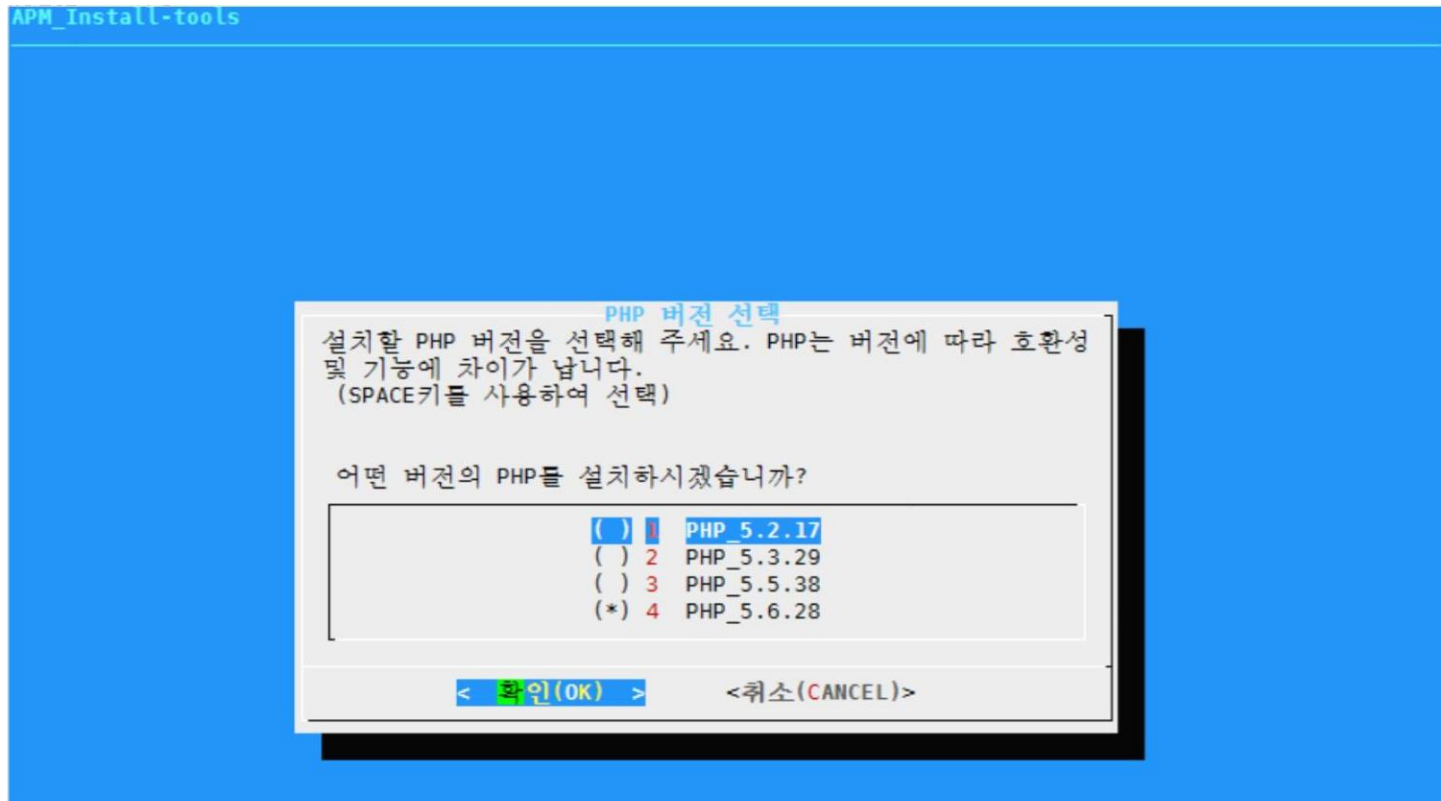 APM_Install-tools
PHP 버전 선택
설치할 PHP 버전을 선택해 주세요. PHP는 버전에 따라 호환성
및 기능에 차이가 납니다.
(SPACE키를 사용하여 선택)
어떤 버전의 PHP를 설치하시겠습니까?
( ) 1 PHP_5.2.17
( ) 2 PHP_5.3.29
( ) 3 PHP_5.5.38
(*) 4 PHP_5.6.28
< 확인(OK) > <취소(CANCEL)>